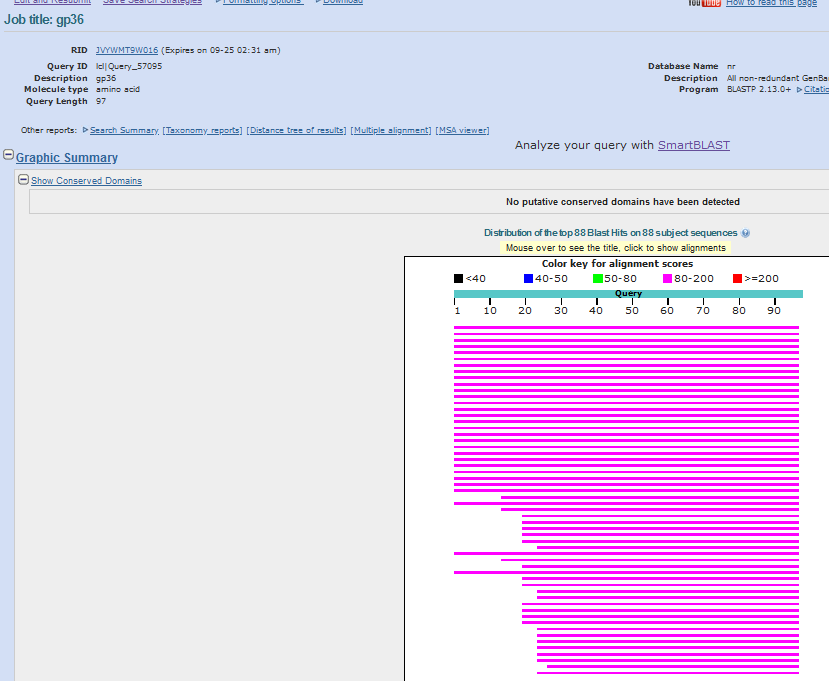 Edit and Resubmit Save Search Strategies Formatting options Download
YouTube How to read this page
Job title: gp36
RID JVYWMT9W016 (Expires on 09-25 02:31 am)
Query ID lcl|Query_57095
Description gp36
Molecule type amino acid
Query Length 97
Database Name nr
Description All non-redundant GenBa
Program BLASTP 2.13.0+ Citatio
Other reports: Search Summary [Taxonomy reports] [Distance tree of results] [Multiple alignment] [MSA viewer]
Analyze your query with SmartBLAST
Graphic Summary
Show Conserved Domains
No putative conserved domains have been detected
Distribution of the top 88 Blast Hits on 88 subject sequences
Mouse over to see the title, click to show alignments
Color key for alignment scores
<40 40-50 50-80 80-200 >=200
Query
1 10 20 30 40 50 60 70 80 90